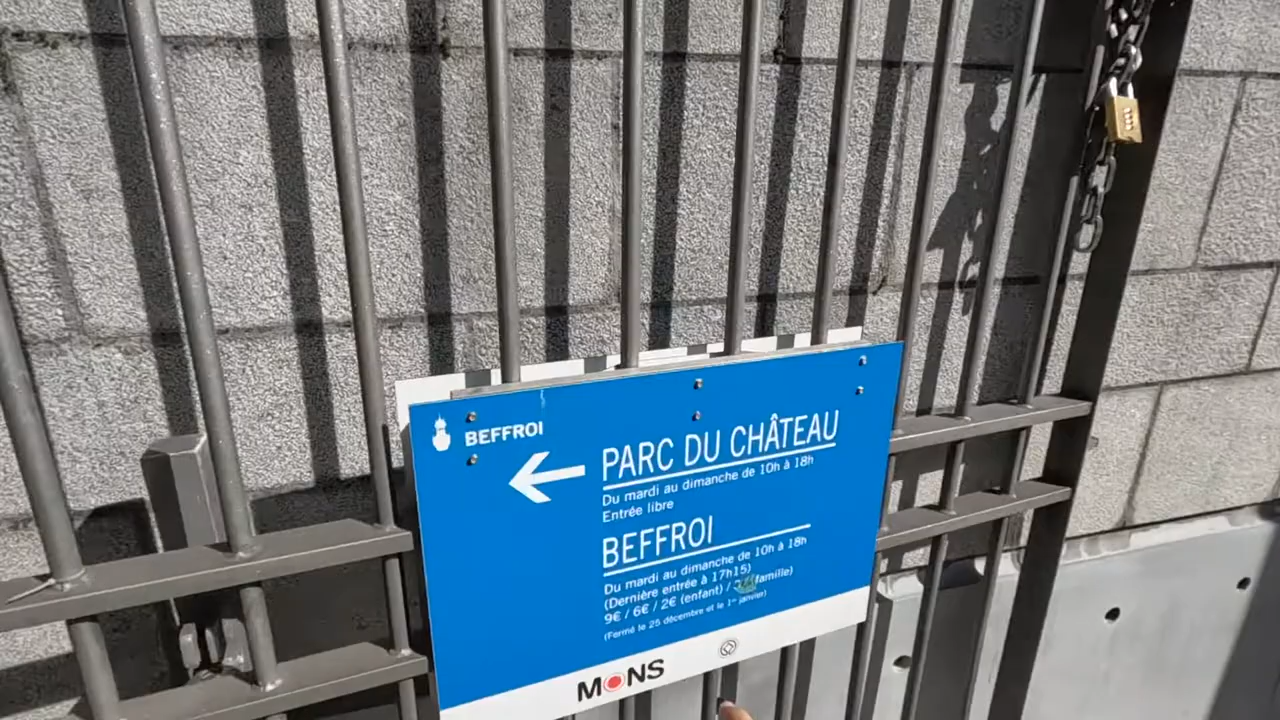 BEFFROI
PARC DU CHÂTEAU
Du mardi au dimanche de 10h à 18h
Entrée libre
BEFFROI
Du mardi au dimanche de 10h à 18h
(Dernière entrée à 17h15)
9€ / 6€ / 2€ (enfant) / famille)
(Fermé le 25 décembre et le 1er janvier)
MONS